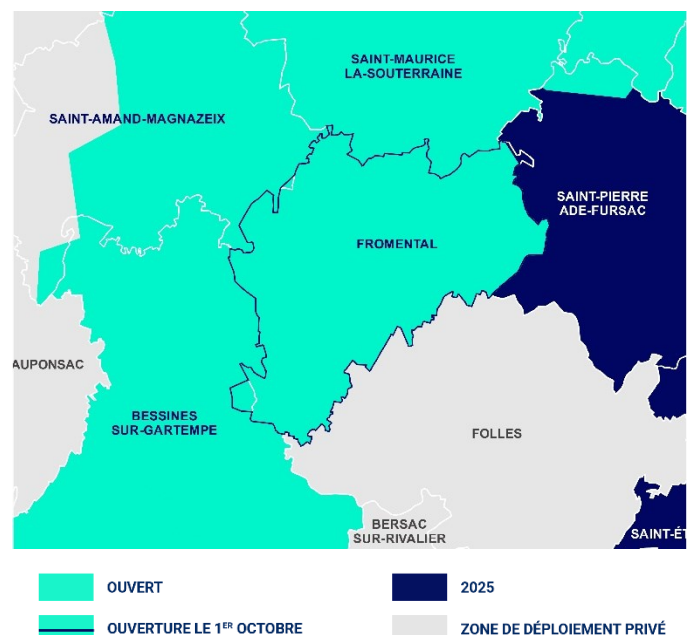 SAINT-MAURICE
LA-SOUTERRAINE
SAINT-AMAND-MAGNAZEIX
SAINT-PIERRE
ADE-FURSAC
FROMENTAL
AUPONSAC
BESSINES
SUR-GARTEMPE
FOLLES
BERSAC
SUR-RIVALIER
SAINT-ÉT
OUVERT
2025
OUVERTURE LE 1ER OCTOBRE
ZONE DE DÉPLOIEMENT PRIVÉ